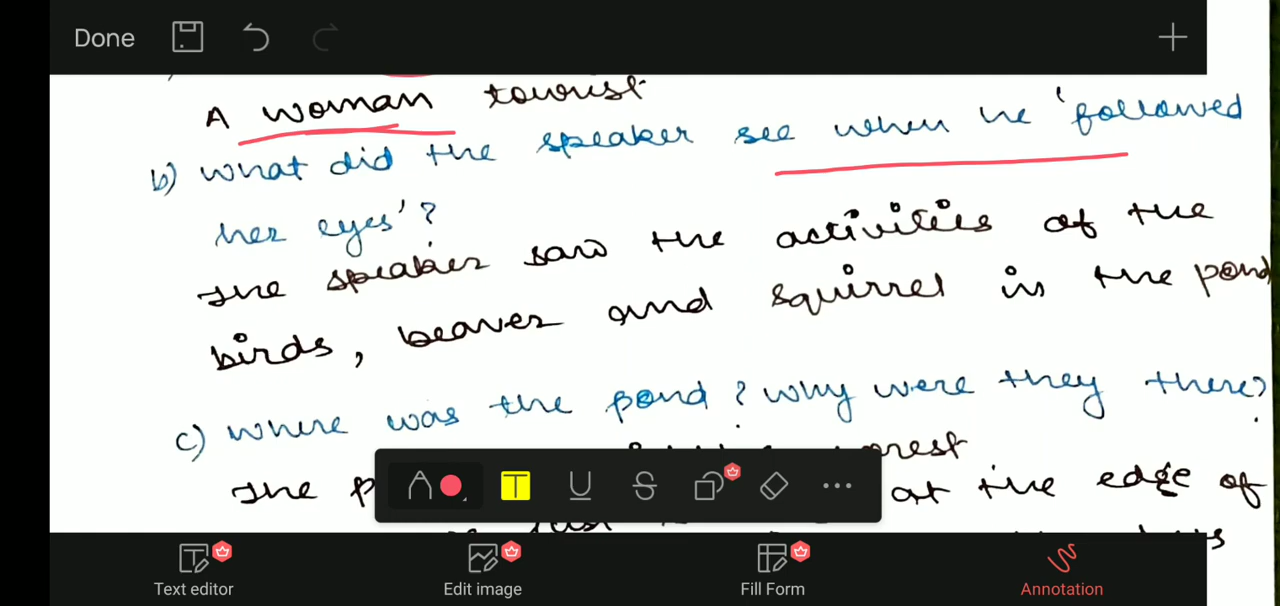 Done
A woman tourist
b) What did the speaker see when he 'followed
her eyes'?
The speaker saw the activities of the
birds, beaver and squirrel in the pond
c) Where was the pond? Why were they there?
The
forest
at the edge of
Text editor
Edit image
Fill Form
Annotation